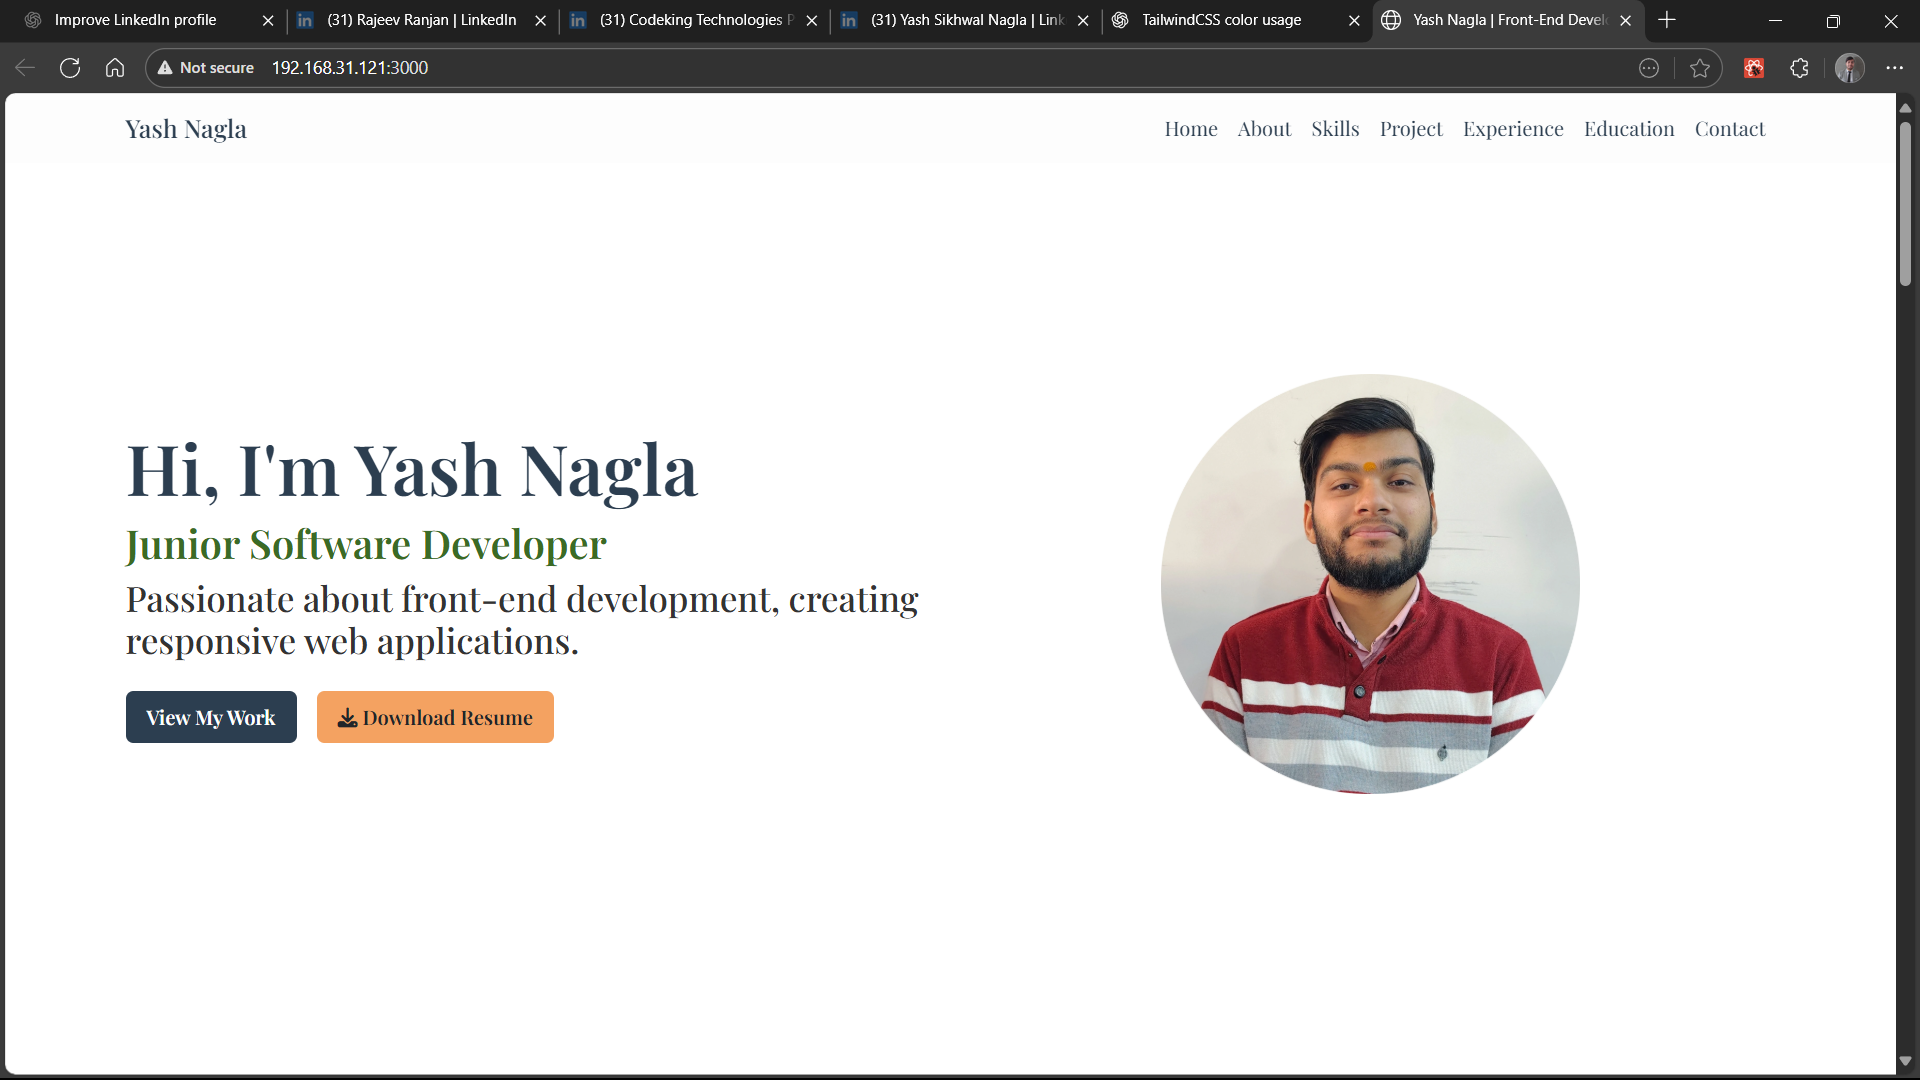 Improve LinkedIn profile
(31) Rajeev Ranjan | LinkedIn
(31) Codeking Technologies P
(31) Yash Sikhwal Nagla | Link
TailwindCSS color usage
Yash Nagla | Front-End Devel
Not secure 192.168.31.121:3000
Yash Nagla
Home About Skills Project Experience Education Contact
Hi, I'm Yash Nagla
Junior Software Developer
Passionate about front-end development, creating
responsive web applications.
View My Work
Download Resume